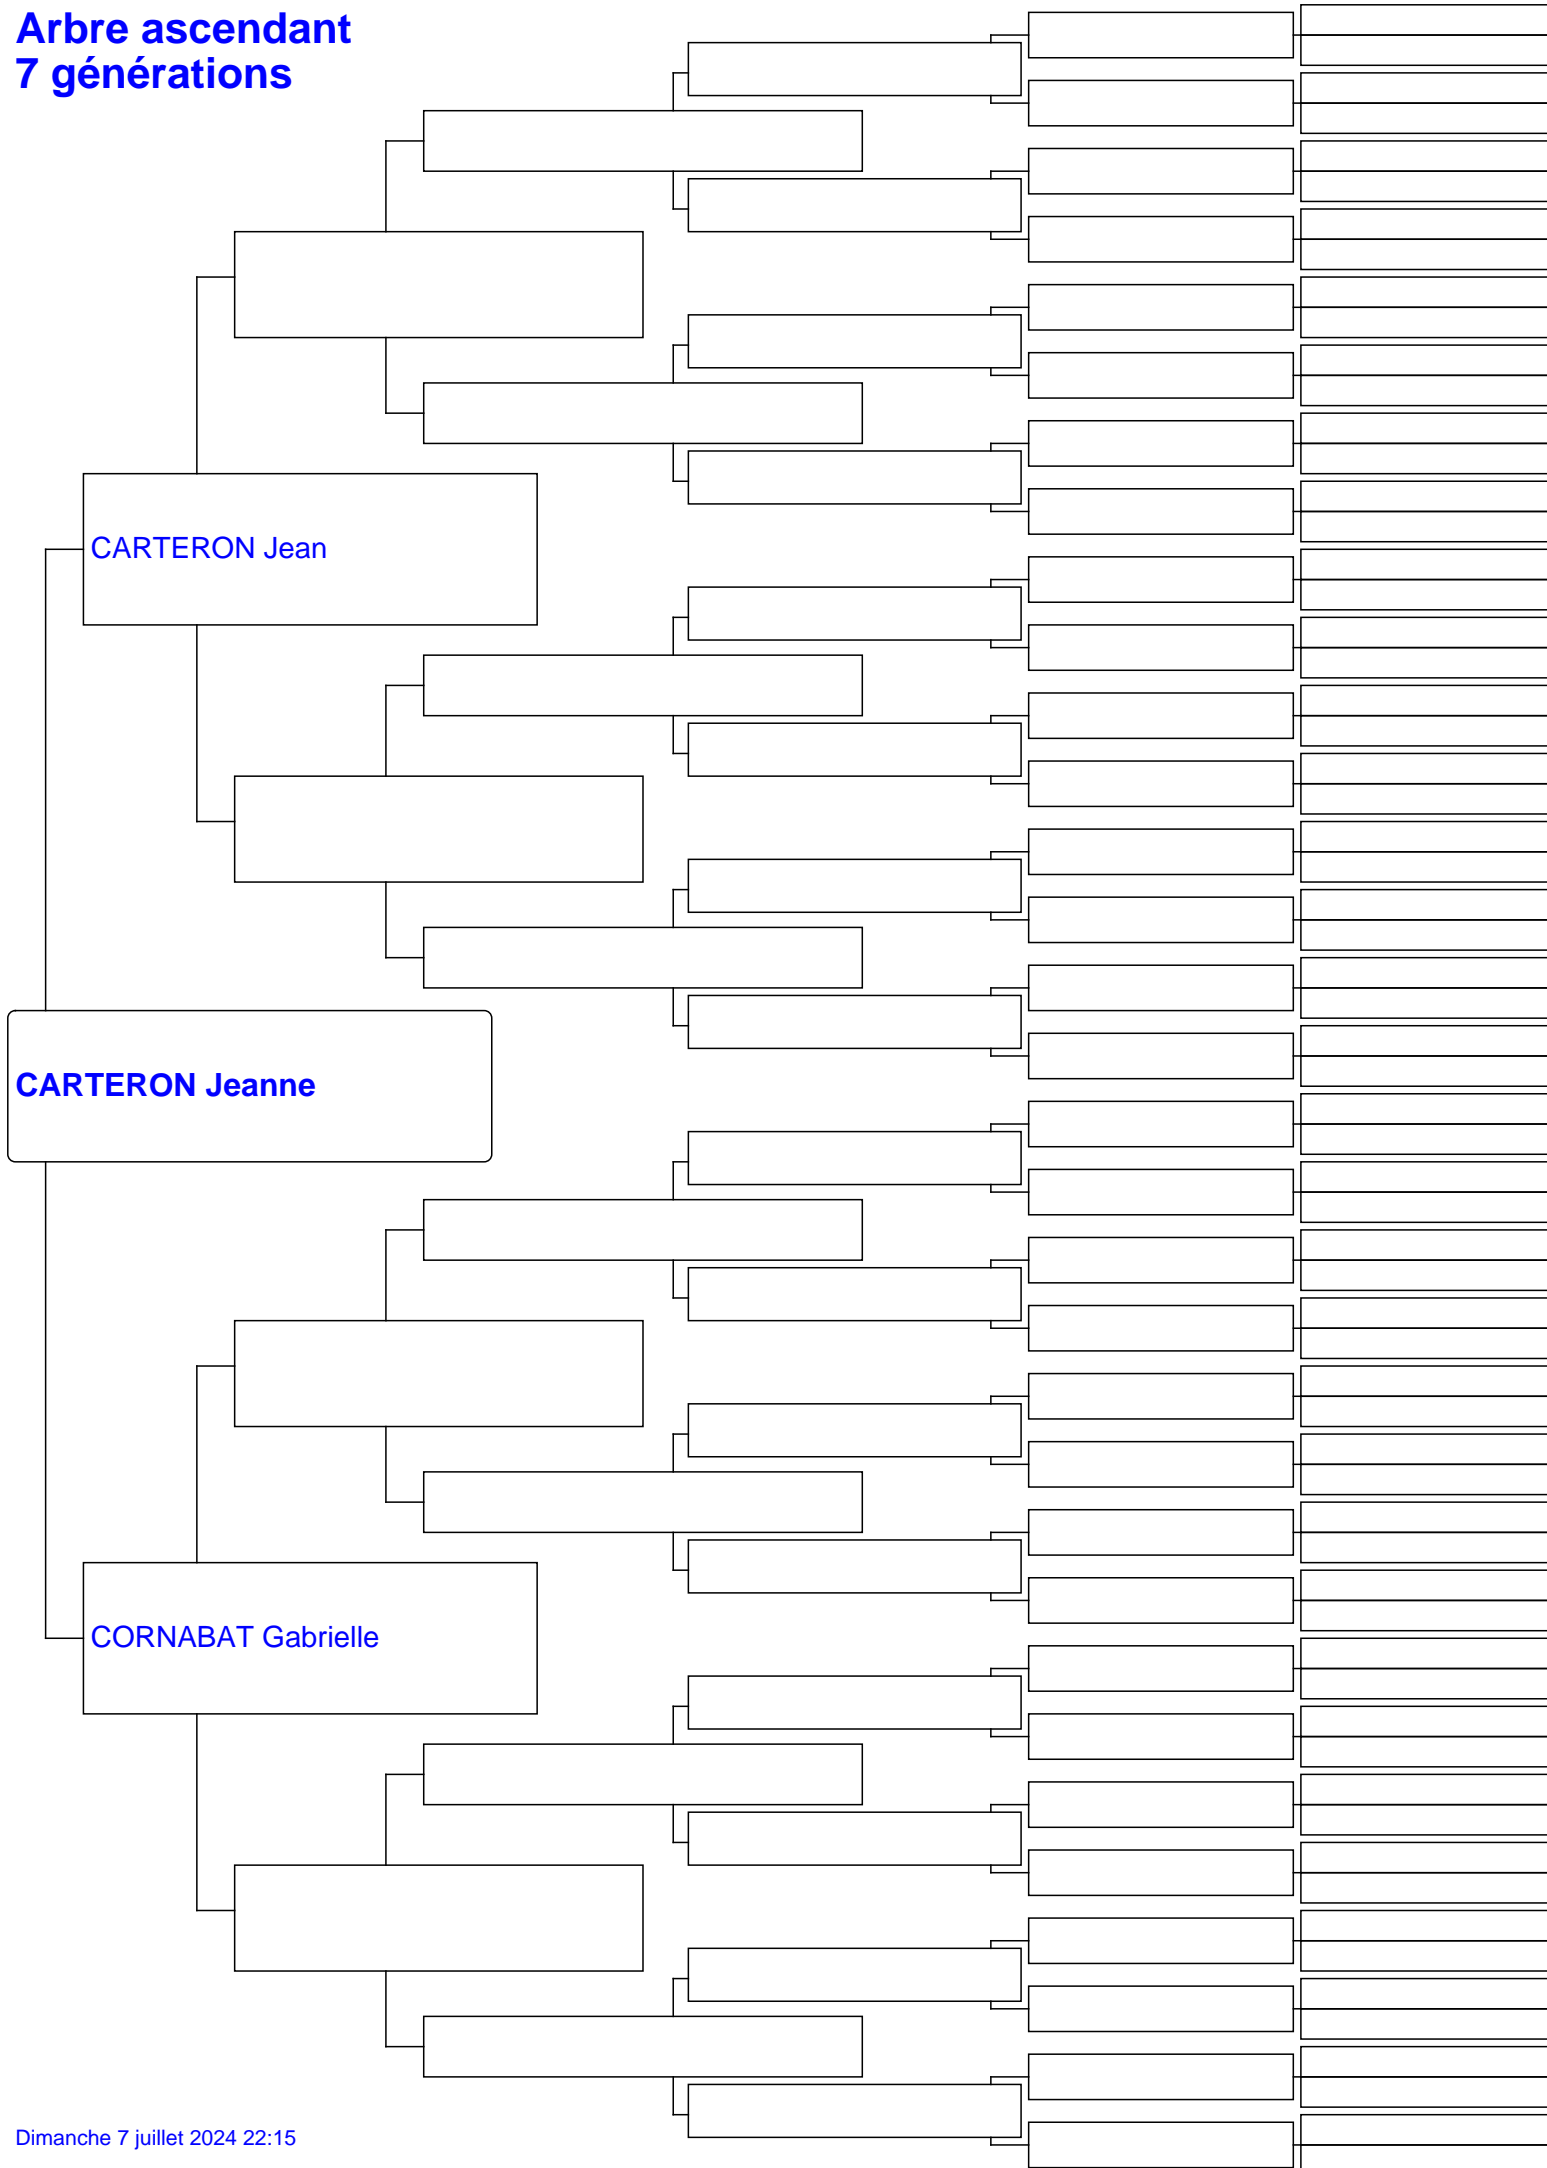 Arbre ascendant
7 générations
CARTERON Jean
CARTERON Jeanne
CORNABAT Gabrielle
Dimanche 7 juillet 2024 22:15